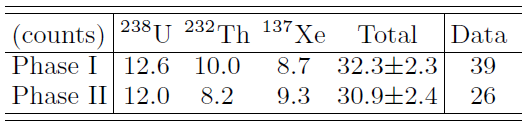 (counts) ²³⁸U ²³²Th ¹³⁷Xe Total Data
Phase I 12.6 10.0 8.7 32.3±2.3 39
Phase II 12.0 8.2 9.3 30.9±2.4 26